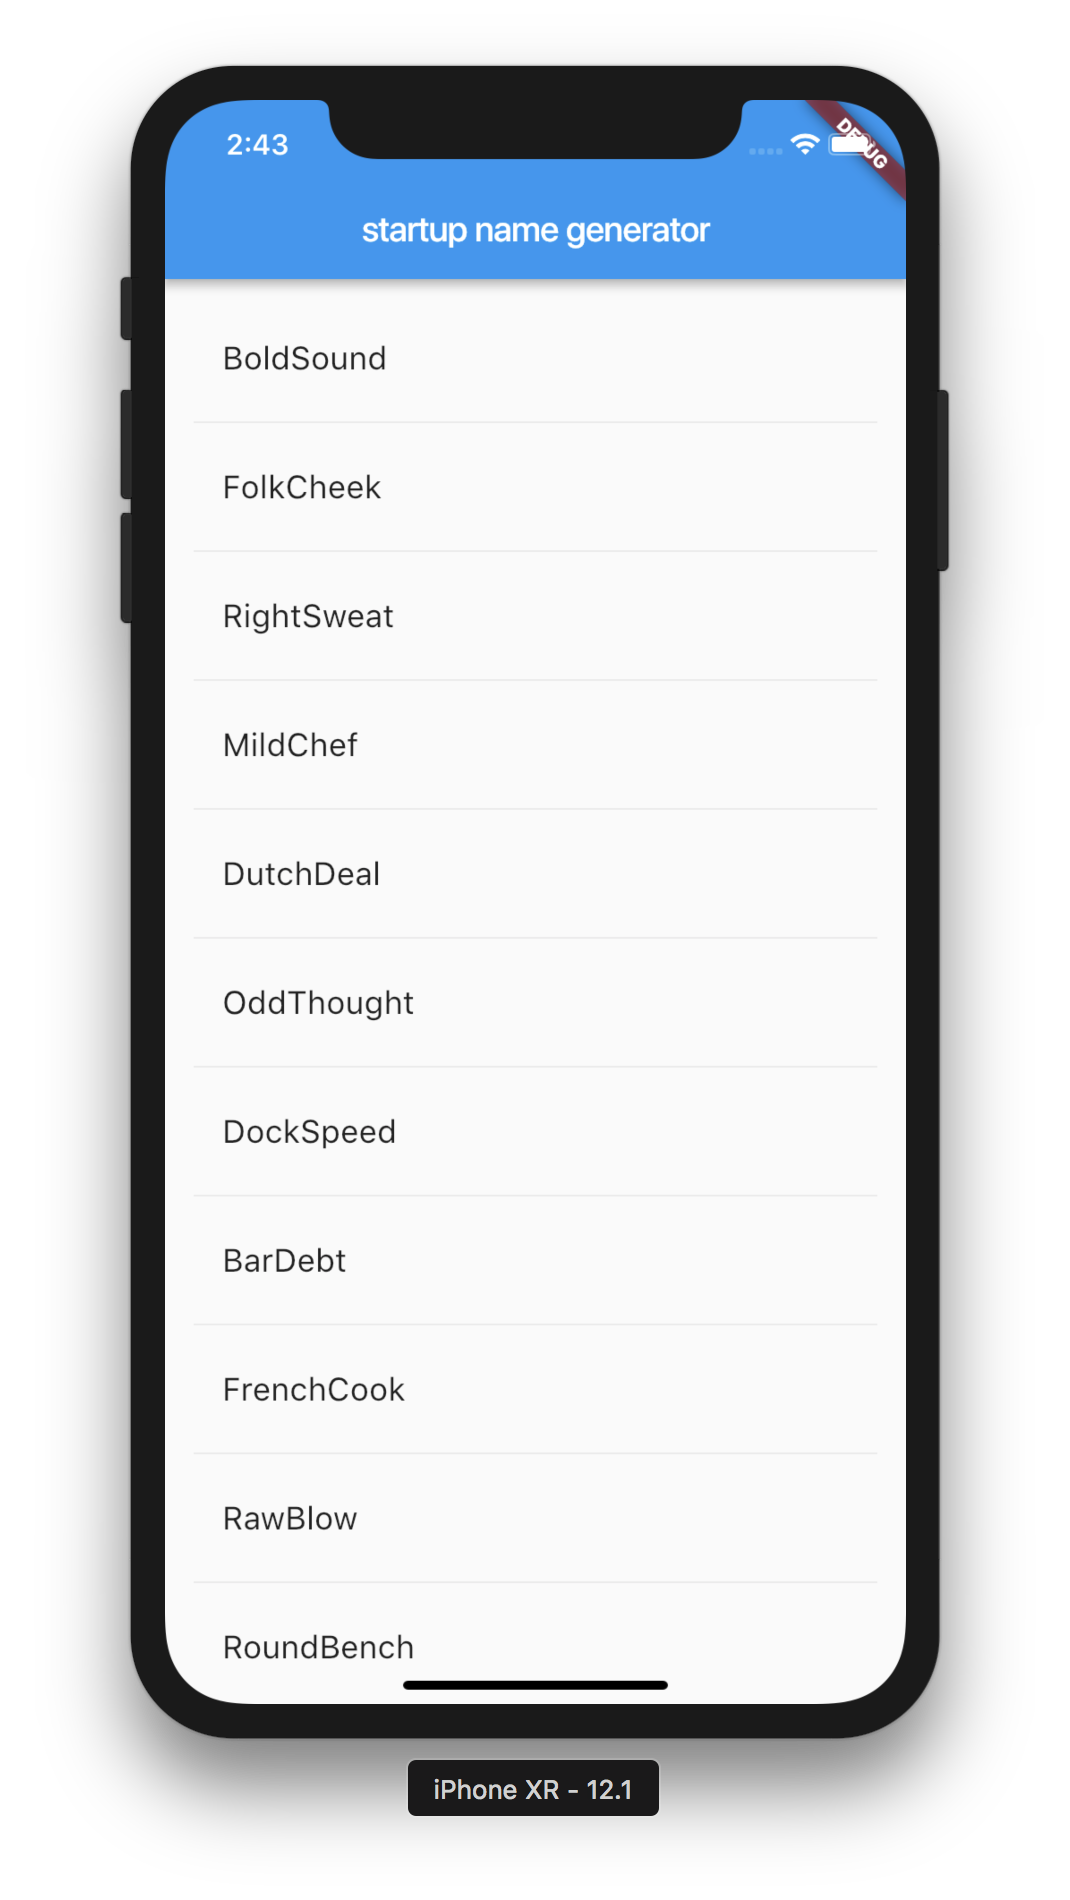 2:43
DEBUG
startup name generator
BoldSound
FolkCheek
RightSweat
MildChef
DutchDeal
OddThought
DockSpeed
BarDebt
FrenchCook
RawBlow
RoundBench
iPhone XR - 12.1